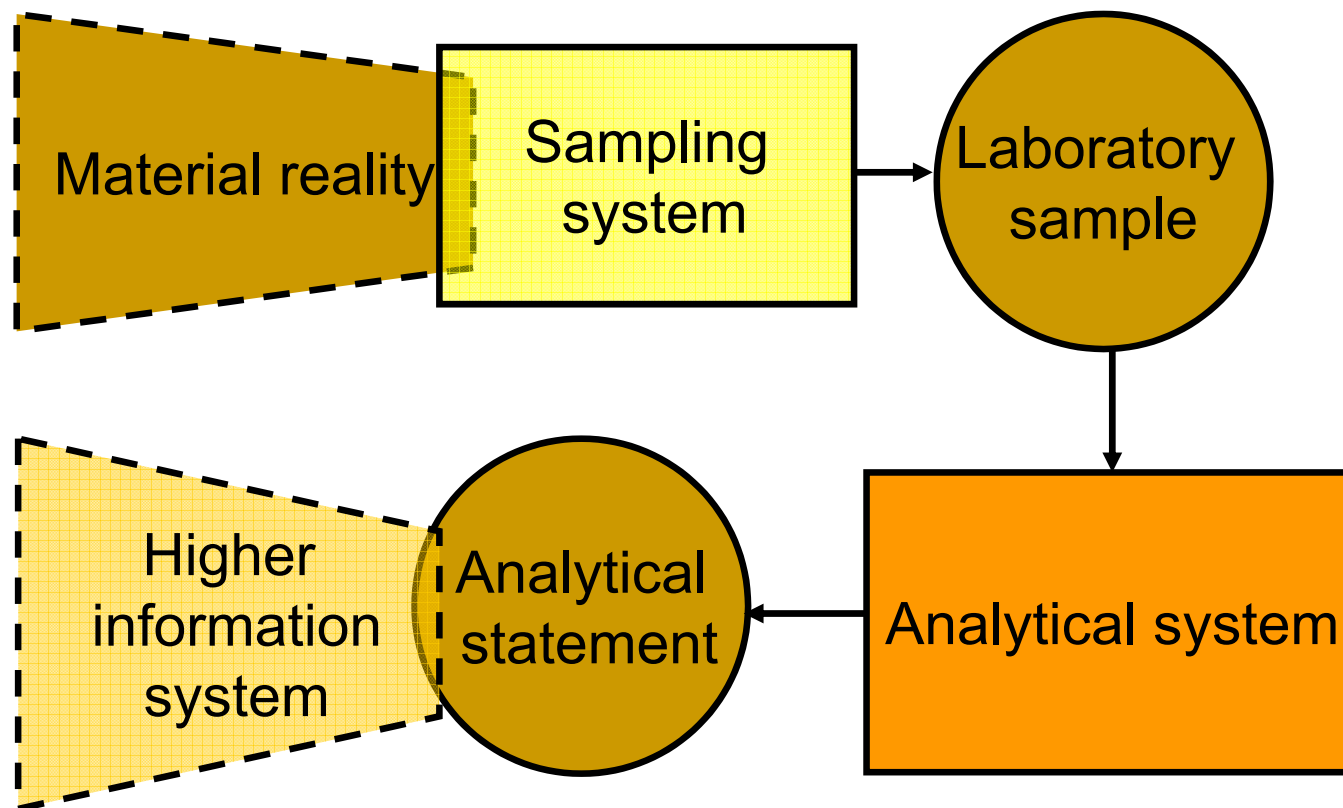 Material reality
Sampling
system
Laboratory
sample
Higher
information
system
Analytical
statement
Analytical system